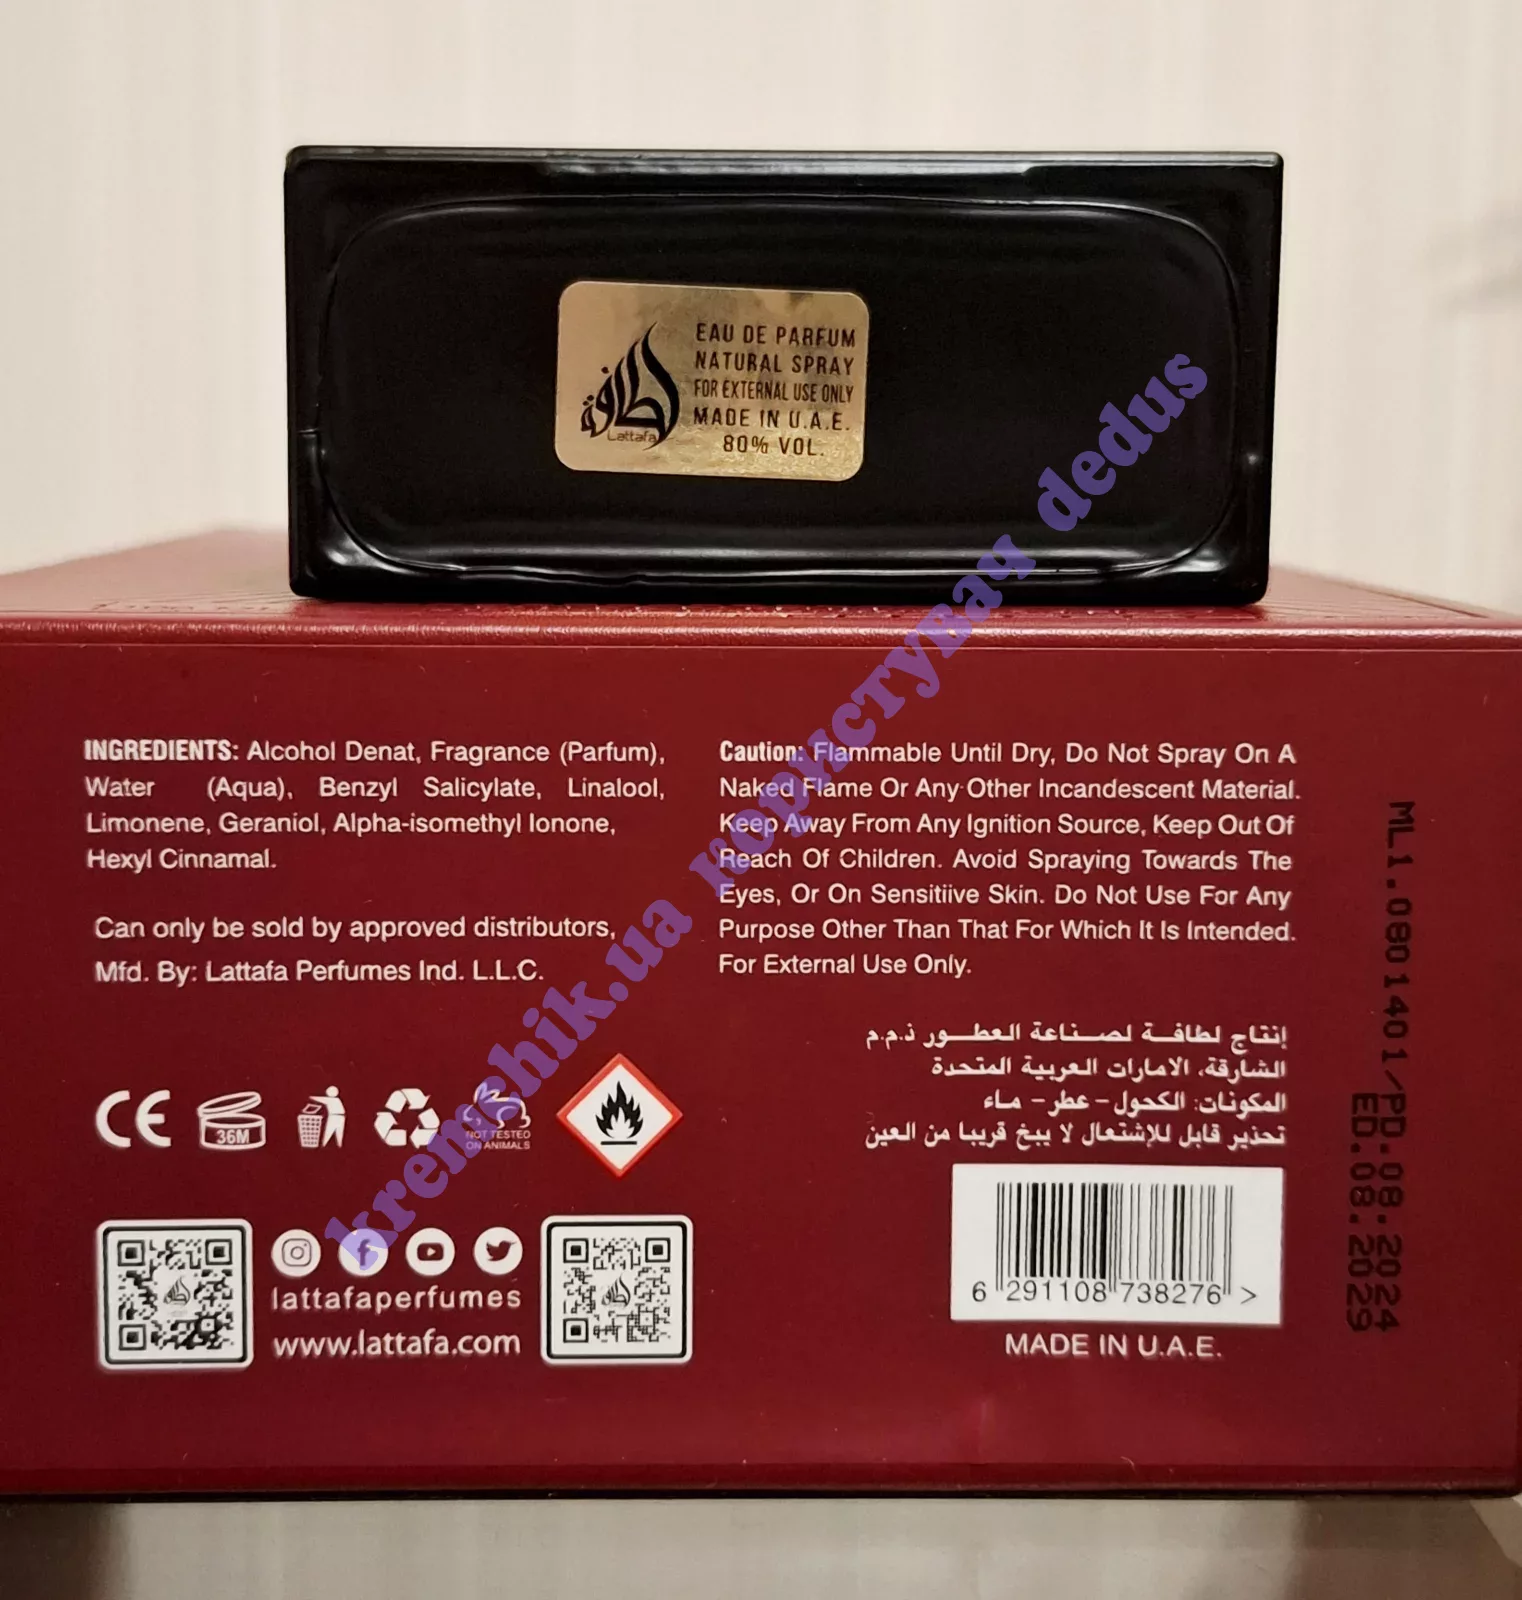 EAU DE PARFUM
NATURAL SPRAY
FOR EXTERNAL USE ONLY
MADE IN U.A.E.
80% VOL.
لطافة
Lattafa
INGREDIENTS: Alcohol Denat, Fragrance (Parfum),
Water (Aqua), Benzyl Salicylate, Linalool,
Limonene, Geraniol, Alpha-isomethyl Ionone,
Hexyl Cinnamal.
Can only be sold by approved distributors,
Mfd. By: Lattafa Perfumes Ind. L.L.C.
Caution: Flammable Until Dry, Do Not Spray On A
Naked Flame Or Any Other Incandescent Material.
Keep Away From Any Ignition Source, Keep Out Of
Reach Of Children. Avoid Spraying Towards The
Eyes, Or On Sensitiive Skin. Do Not Use For Any
Purpose Other Than That For Which It Is Intended.
For External Use Only.
إنتاج لطافة لصناعة العطور ذ.م.م
الشارقة، الامارات العربية المتحدة
المكونات: الكحول - عطر - ماء
تحذير قابل للإشتعال لا يبخ قريبا من العين
CE
36M
NOT TESTED
ON ANIMALS
lattafaperfumes
www.lattafa.com
6 291108 738276 >
MADE IN U.A.E.
ML1.0801401/PD.08.2024
ED.08.2029
kremchik.ua користувач dedus